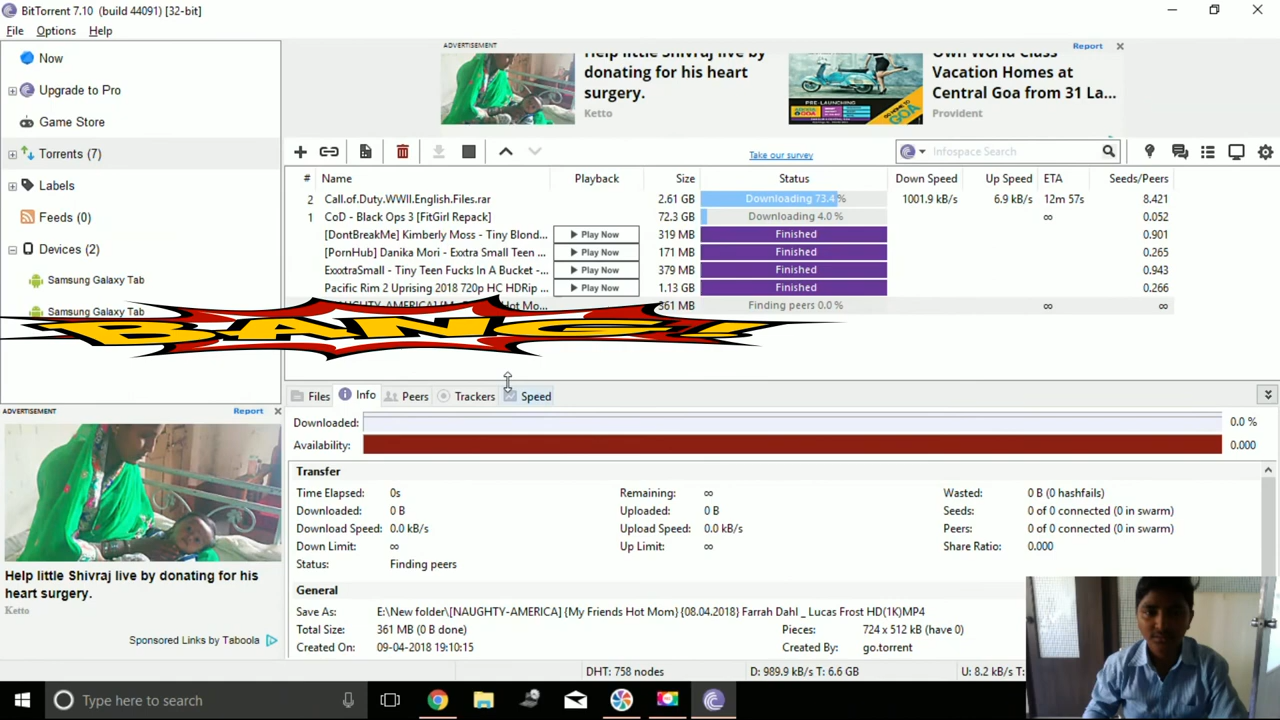 BitTorrent 7.10 (build 44091) [32-bit]
File Options Help
Now
Upgrade to Pro
Game Store
Torrents (7)
Labels
Feeds (0)
Devices (2)
Samsung Galaxy Tab
Samsung Galaxy Tab
ADVERTISEMENT Report
Help little Shivraj live by donating for his heart surgery.
Ketto
Own World Class
Vacation Homes at
Central Goa from 31 La...
Provident
PRE-LAUNCHING
GOA
Take our survey
Infospace Search
# Name Playback Size Status Down Speed Up Speed ETA Seeds/Peers
2 Call.of.Duty.WWII.English.Files.rar 2.61 GB Downloading 73.4 % 1001.9 kB/s 6.9 kB/s 12m 57s 8.421
1 CoD - Black Ops 3 [FitGirl Repack] 72.3 GB Downloading 4.0 % ∞ 0.052
[DontBreakMe] Kimberly Moss - Tiny Blond... Play Now 319 MB Finished 0.901
[PornHub] Danika Mori - Exxtra Small Teen ... Play Now 171 MB Finished 0.265
ExxxtraSmall - Tiny Teen Fucks In A Bucket -... Play Now 379 MB Finished 0.943
Pacific Rim 2 Uprising 2018 720p HC HDRip ... Play Now 1.13 GB Finished 0.266
Hot Mo... 361 MB Finding peers 0.0 % ∞ ∞
BANG!!
Files Info Peers Trackers Speed
Downloaded: 0.0 %
Availability: 0.000
Transfer
Time Elapsed: 0s Remaining: ∞ Wasted: 0 B (0 hashfails)
Downloaded: 0 B Uploaded: 0 B Seeds: 0 of 0 connected (0 in swarm)
Download Speed: 0.0 kB/s Upload Speed: 0.0 kB/s Peers: 0 of 0 connected (0 in swarm)
Down Limit: ∞ Up Limit: ∞ Share Ratio: 0.000
Status: Finding peers
General
Save As: E:\New folder\[NAUGHTY-AMERICA] {My Friends Hot Mom} {08.04.2018} Farrah Dahl _ Lucas Frost HD(1K)MP4
Total Size: 361 MB (0 B done) Pieces: 724 x 512 kB (have 0)
Created On: 09-04-2018 19:10:15 Created By: go.torrent
ADVERTISEMENT Report
Help little Shivraj live by donating for his
heart surgery.
Ketto
Sponsored Links by Taboola
DHT: 758 nodes D: 989.9 kB/s T: 6.6 GB U: 8.2 kB/s T:
Type here to search